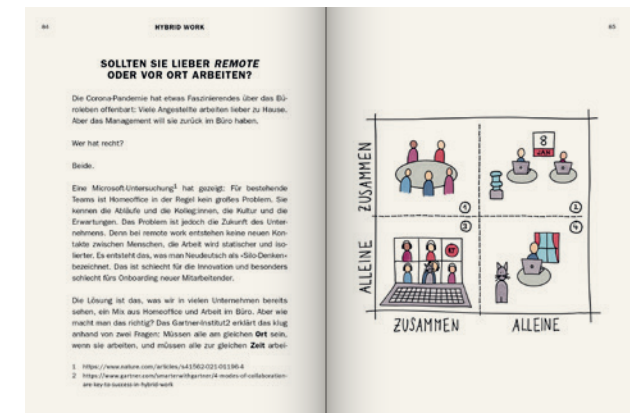 84
HYBRID WORK
SOLLTEN SIE LIEBER REMOTE
ODER VOR ORT ARBEITEN?
Die Corona-Pandemie hat etwas Faszinierendes über das Bü-
roleben offenbart: Viele Angestellte arbeiten lieber zu Hause.
Aber das Management will sie zurück im Büro haben.
Wer hat recht?
Beide.
Eine Microsoft-Untersuchung1 hat gezeigt: Für bestehende
Teams ist Homeoffice in der Regel kein großes Problem. Sie
kennen die Abläufe und die Kolleg:innen, die Kultur und die
Erwartungen. Das Problem ist jedoch die Zukunft des Unter-
nehmens. Denn bei remote work entstehen keine neuen Kon-
takte zwischen Menschen, die Arbeit wird statischer und iso-
lierter. Es entsteht das, was man Neudeutsch als «Silo-Denken»
bezeichnet. Das ist schlecht für die Innovation und besonders
schlecht fürs Onboarding neuer Mitarbeitender.
Die Lösung ist das, was wir in vielen Unternehmen bereits
sehen, ein Mix aus Homeoffice und Arbeit im Büro. Aber wie
macht man das richtig? Das Gartner-Institut2 erklärt das klug
anhand von zwei Fragen: Müssen alle am gleichen Ort sein,
wenn sie arbeiten, und müssen alle zur gleichen Zeit arbei-
1 https://www.nature.com/articles/s41562-021-01196-4
2 https://www.gartner.com/smarterwithgartner/4-modes-of-collaboration-
are-key-to-success-in-hybrid-work
85
ZUSAMMEN
ALLEINE
8
JAN
1
2
3
4
ZUSAMMEN
ALLEINE